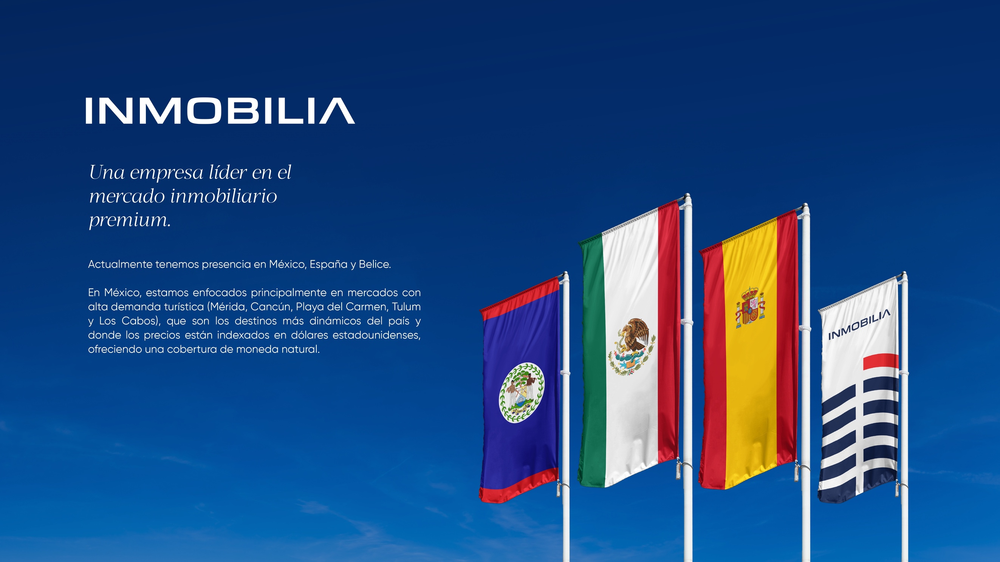 INMOBILIA
Una empresa líder en el
mercado inmobiliario
premium.
Actualmente tenemos presencia en México, España y Belice.
En México, estamos enfocados principalmente en mercados con
alta demanda turística (Mérida, Cancún, Playa del Carmen, Tulum
y Los Cabos), que son los destinos más dinámicos del país y
donde los precios están indexados en dólares estadounidenses,
ofreciendo una cobertura de moneda natural.
INMOBILIA